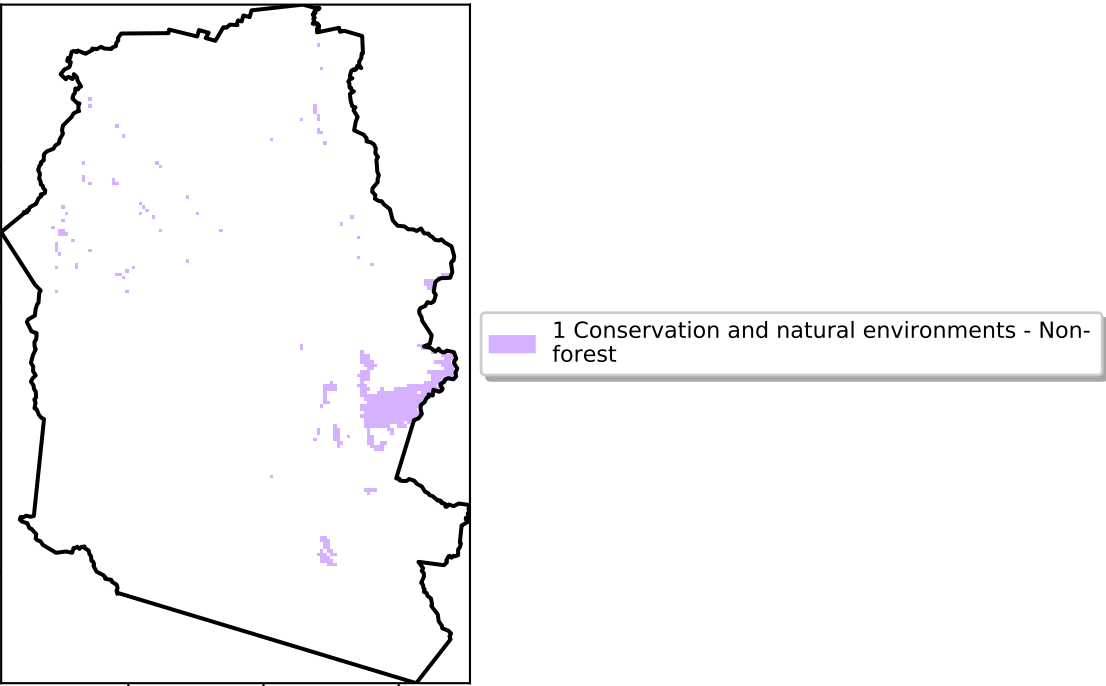 1 Conservation and natural environments - Non-
forest